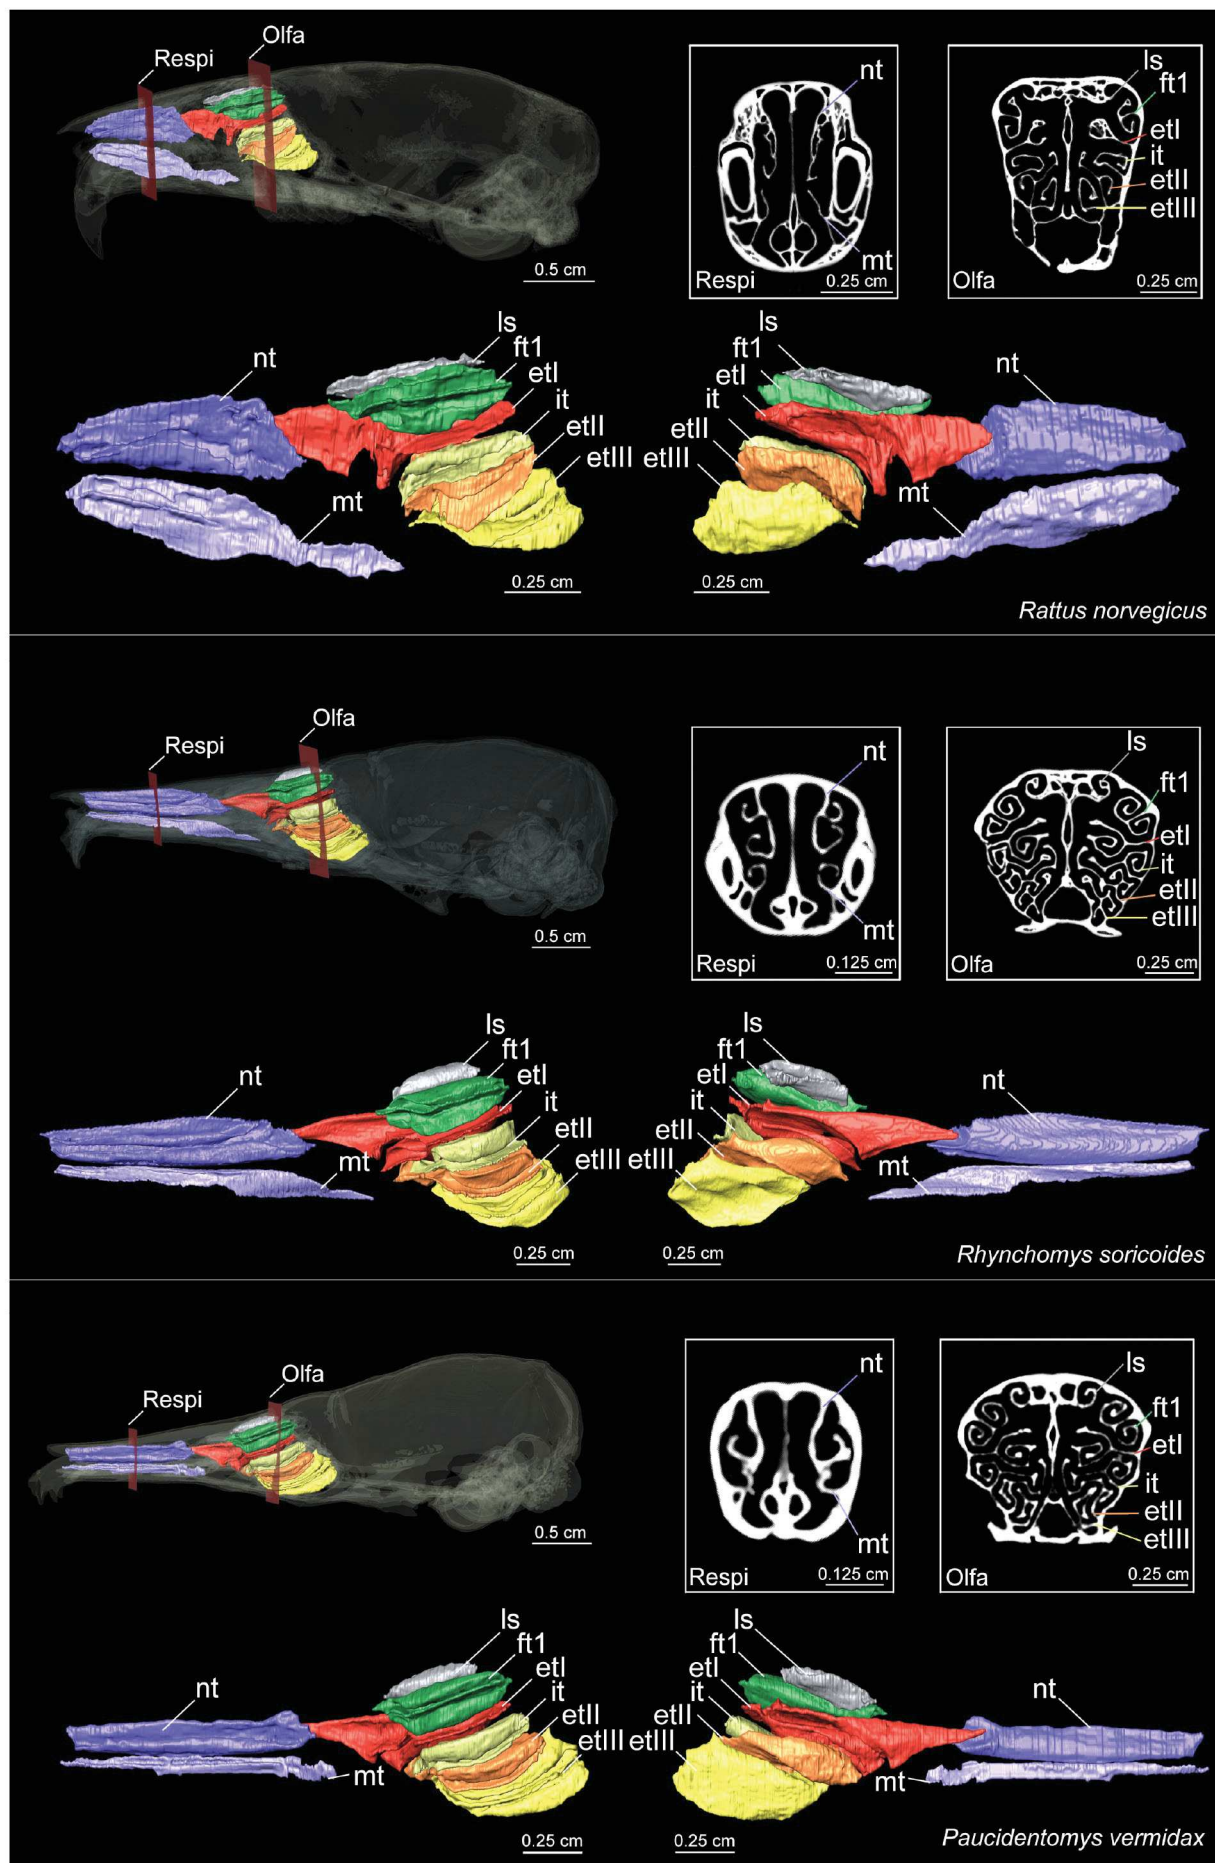 Olfa
Respi
0.5 cm
nt
mt
Respi
0.25 cm
ls
ft1
etI
it
etII
etIII
Olfa
0.25 cm
ls
ft1
etI
it
etII
etIII
nt
mt
0.25 cm
ls
ft1
etI
it
etII
etIII
nt
mt
0.25 cm
Rattus norvegicus
Olfa
Respi
0.5 cm
nt
mt
Respi
0.125 cm
ls
ft1
etI
it
etII
etIII
Olfa
0.25 cm
ls
ft1
etI
it
etII
etIII
nt
mt
0.25 cm
ls
ft1
etI
it
etII
etIII
nt
mt
0.25 cm
Rhynchomys soricoides
Olfa
Respi
0.5 cm
nt
mt
Respi
0.125 cm
ls
ft1
etI
it
etII
etIII
Olfa
0.25 cm
ls
ft1
etI
it
etII
etIII
nt
mt
0.25 cm
ls
ft1
etI
it
etII
etIII
nt
mt
0.25 cm
Paucidentomys vermidax